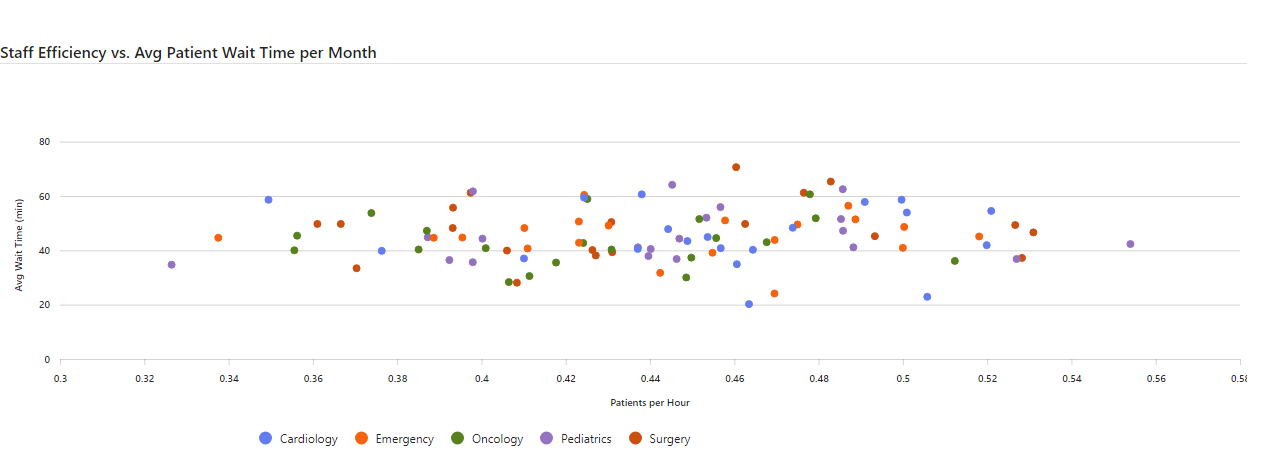 Staff Efficiency vs. Avg Patient Wait Time per Month
80
60
40
20
0
Avg Wait Time (min)
0.3 0.32 0.34 0.36 0.38 0.4 0.42 0.44 0.46 0.48 0.5 0.52 0.54 0.56 0.58
Patients per Hour
Cardiology Emergency Oncology Pediatrics Surgery